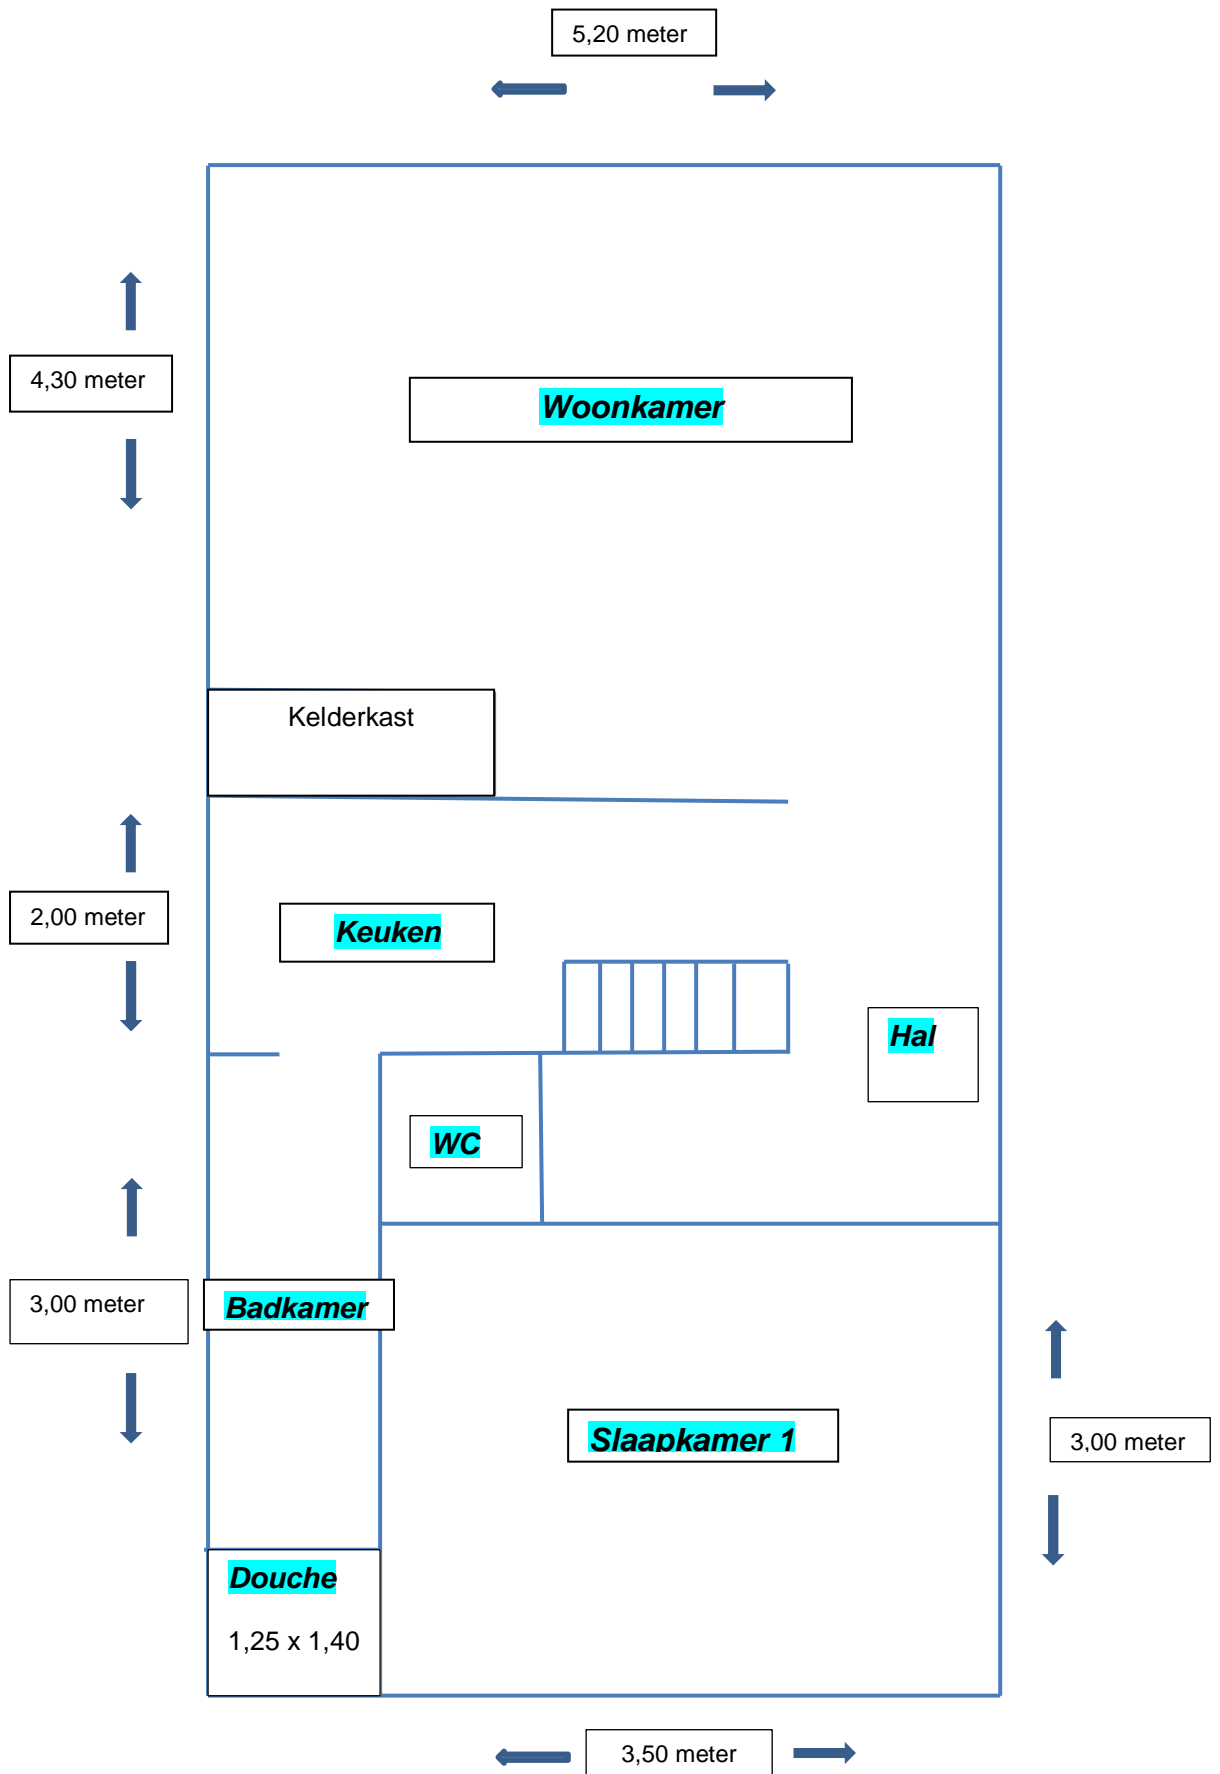 5,20 meter
4,30 meter
Woonkamer
Kelderkast
2,00 meter
Keuken
Hal
WC
3,00 meter
Badkamer
Slaapkamer 1
3,00 meter
Douche
1,25 x 1,40
3,50 meter